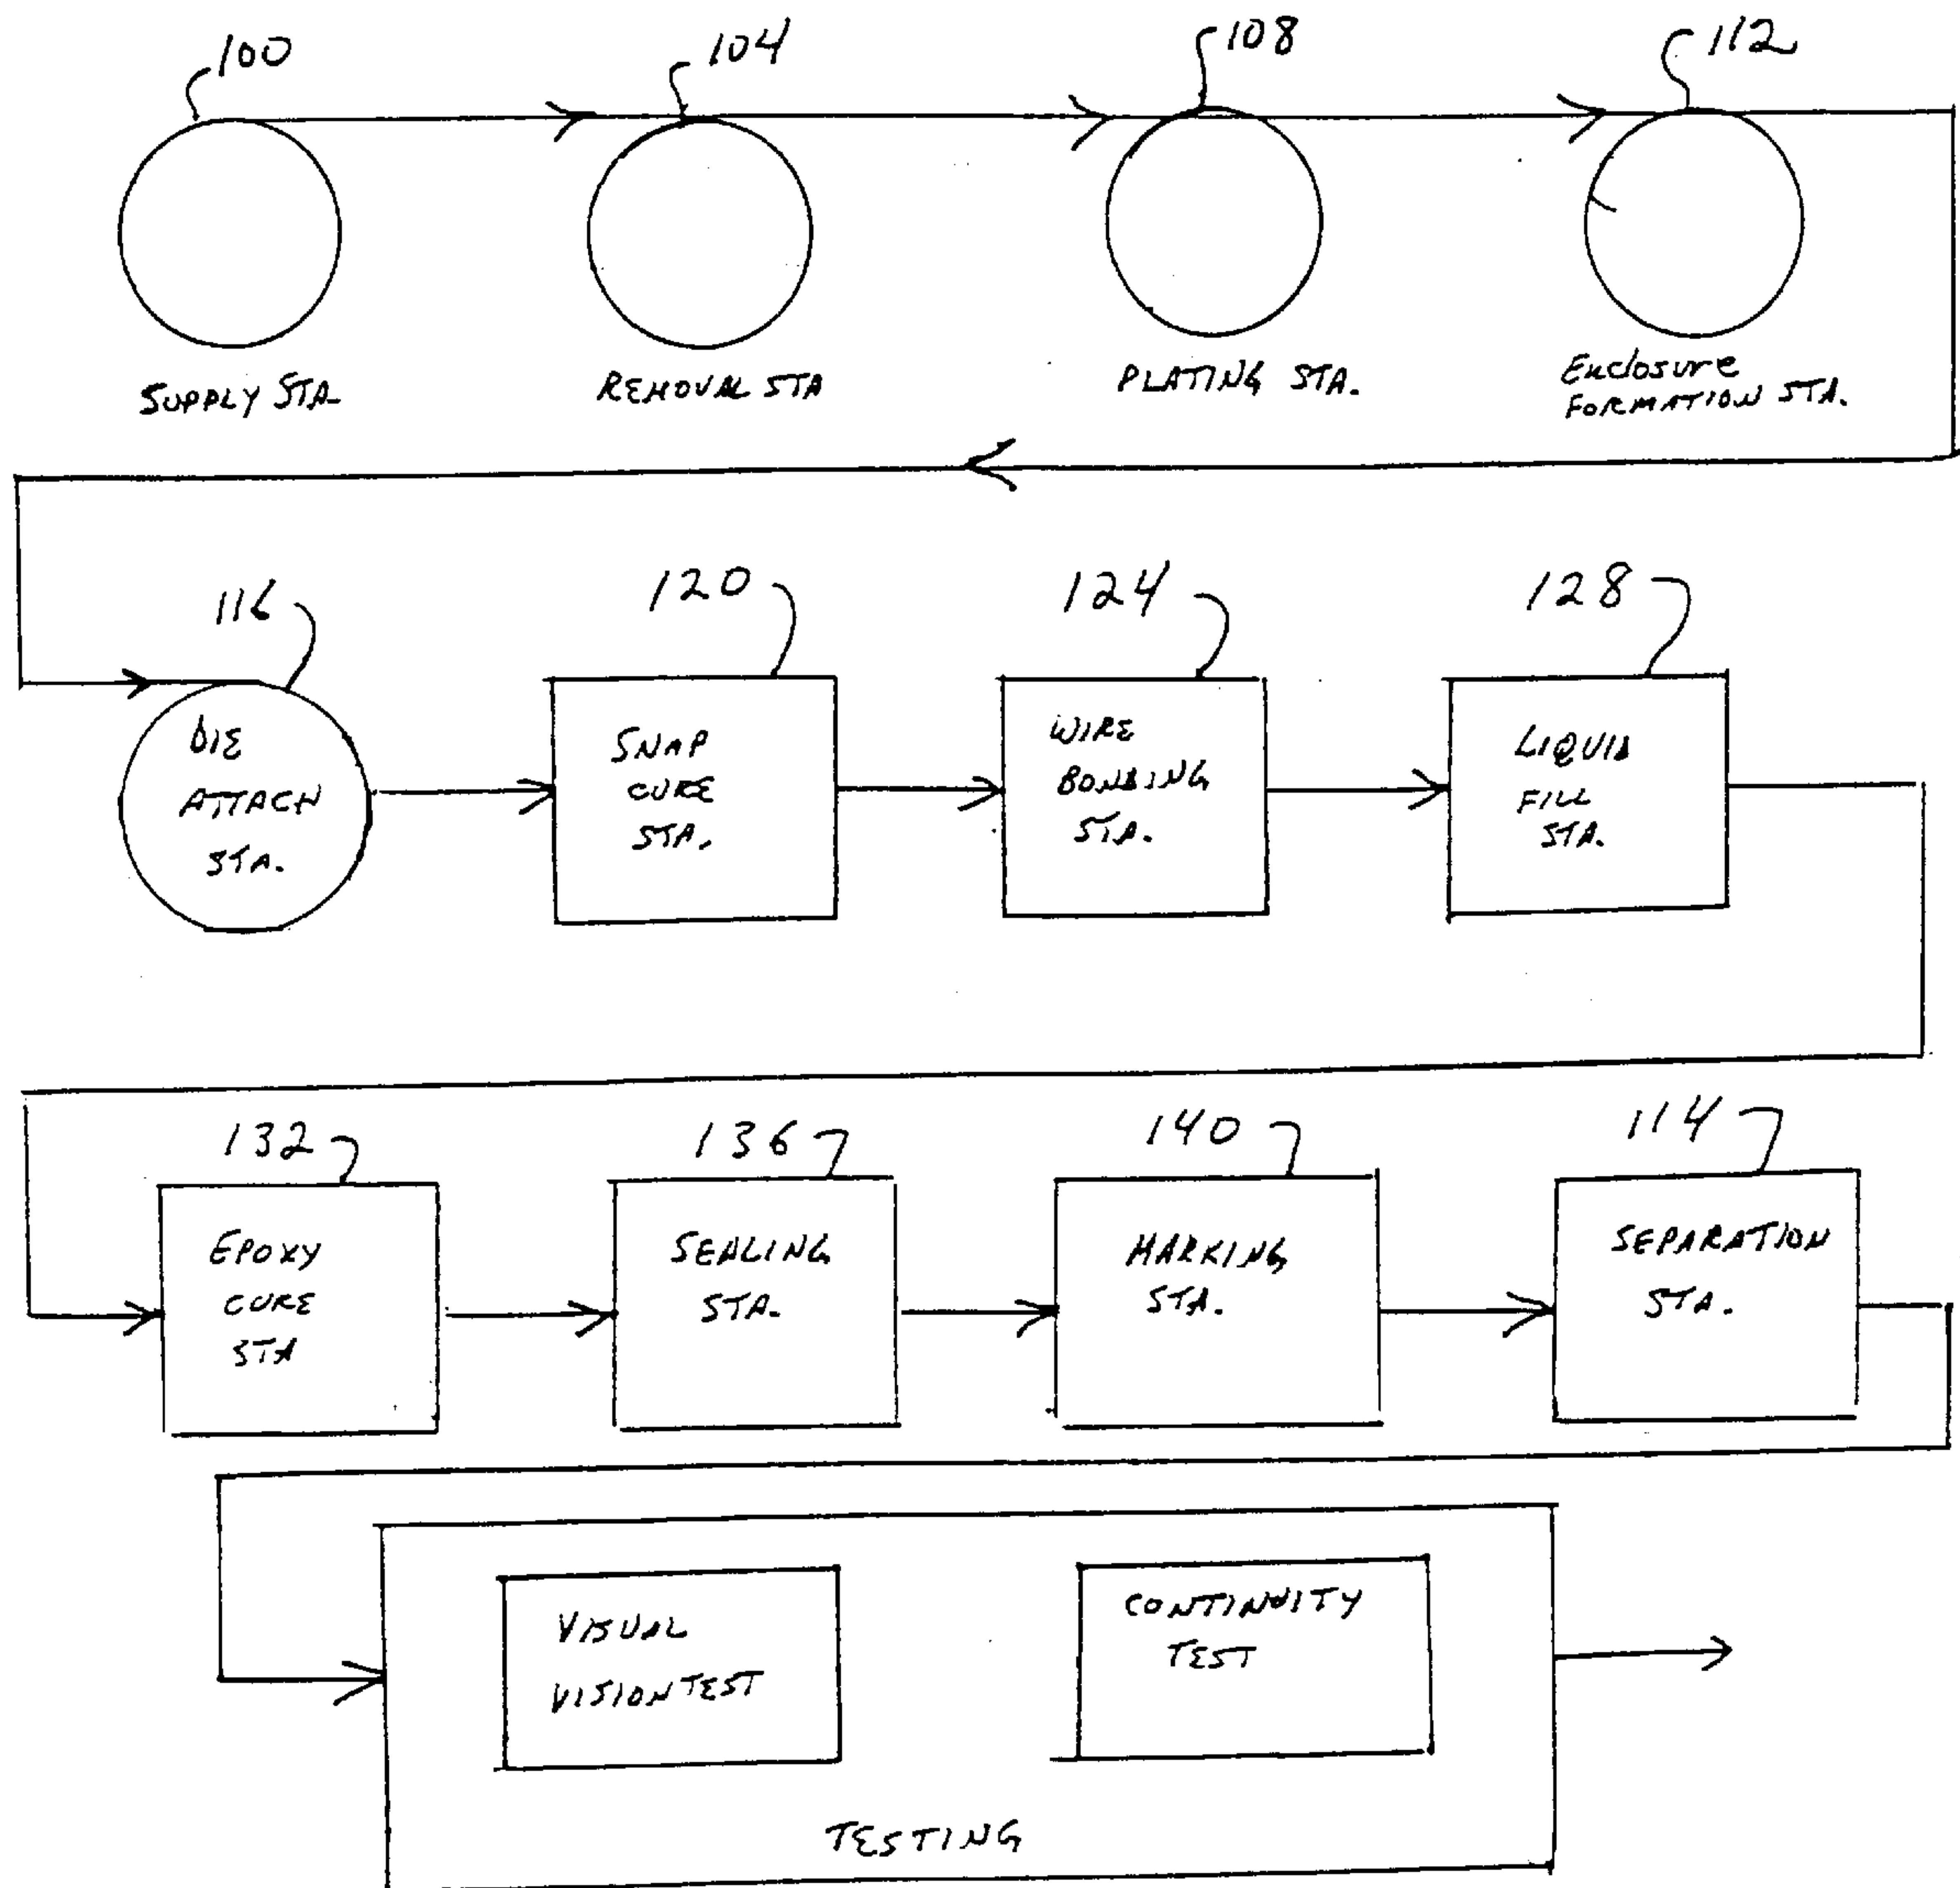 100
104
108
112
SUPPLY STA.
REMOVAL STA
PLATING STA.
Enclosure
FORMATION STA.
116
120
124
128
DIE
ATTACH
STA.
SNAP
CURE
STA.
WIRE
BONDING
STA.
LIQUID
FILL
STA.
132
136
140
114
EPOXY
CURE
STA
SEALING
STA.
MARKING
STA.
SEPARATION
STA.
VISUAL
VISION TEST
CONTINUITY
TEST
TESTING